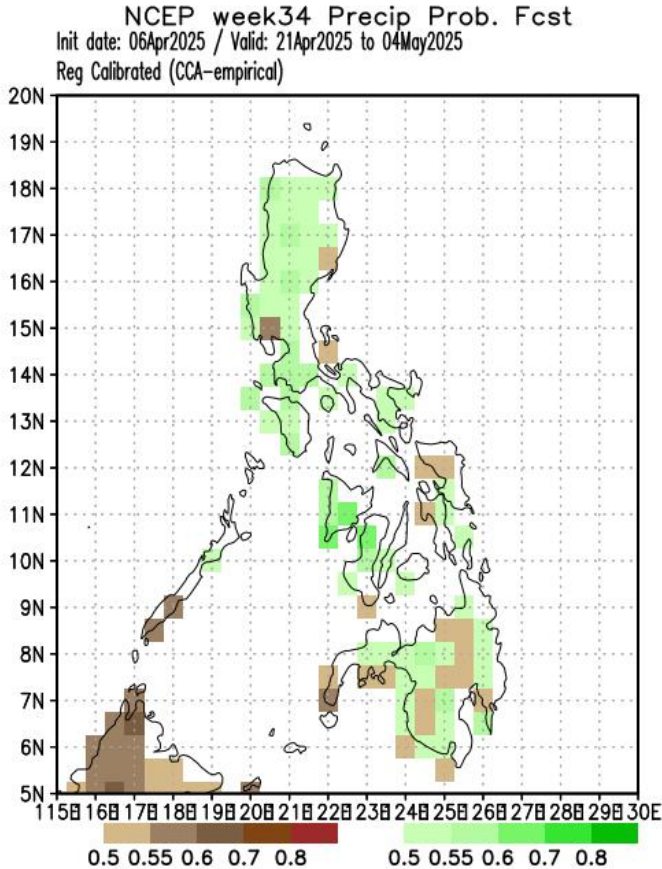 NCEP week34 Precip Prob. Fcst
Init date: 06Apr2025 / Valid: 21Apr2025 to 04May2025
Reg Calibrated (CCA-empirical)
20N
19N
18N
17N
16N
15N
14N
13N
12N
11N
10N
9N
8N
7N
6N
5N
115E 116E 117E 118E 119E 120E 121E 122E 123E 124E 125E 126E 127E 128E 129E 130E
0.5 0.55 0.6 0.7 0.8 0.5 0.55 0.6 0.7 0.8